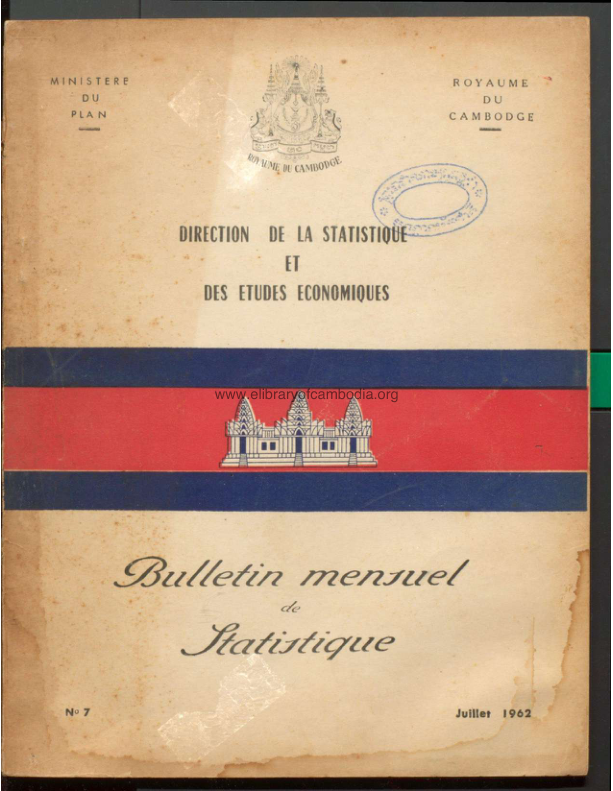 MINISTERE
DU
PLAN
ROYAUME
DU
CAMBODGE
ROYAUME DU CAMBODGE
DIRECTION DE LA STATISTIQUE
ET
DES ETUDES ECONOMIQUES
www.elibraryofcambodia.org
Bulletin mensuel
de
Statistique
No 7
Juillet 1962